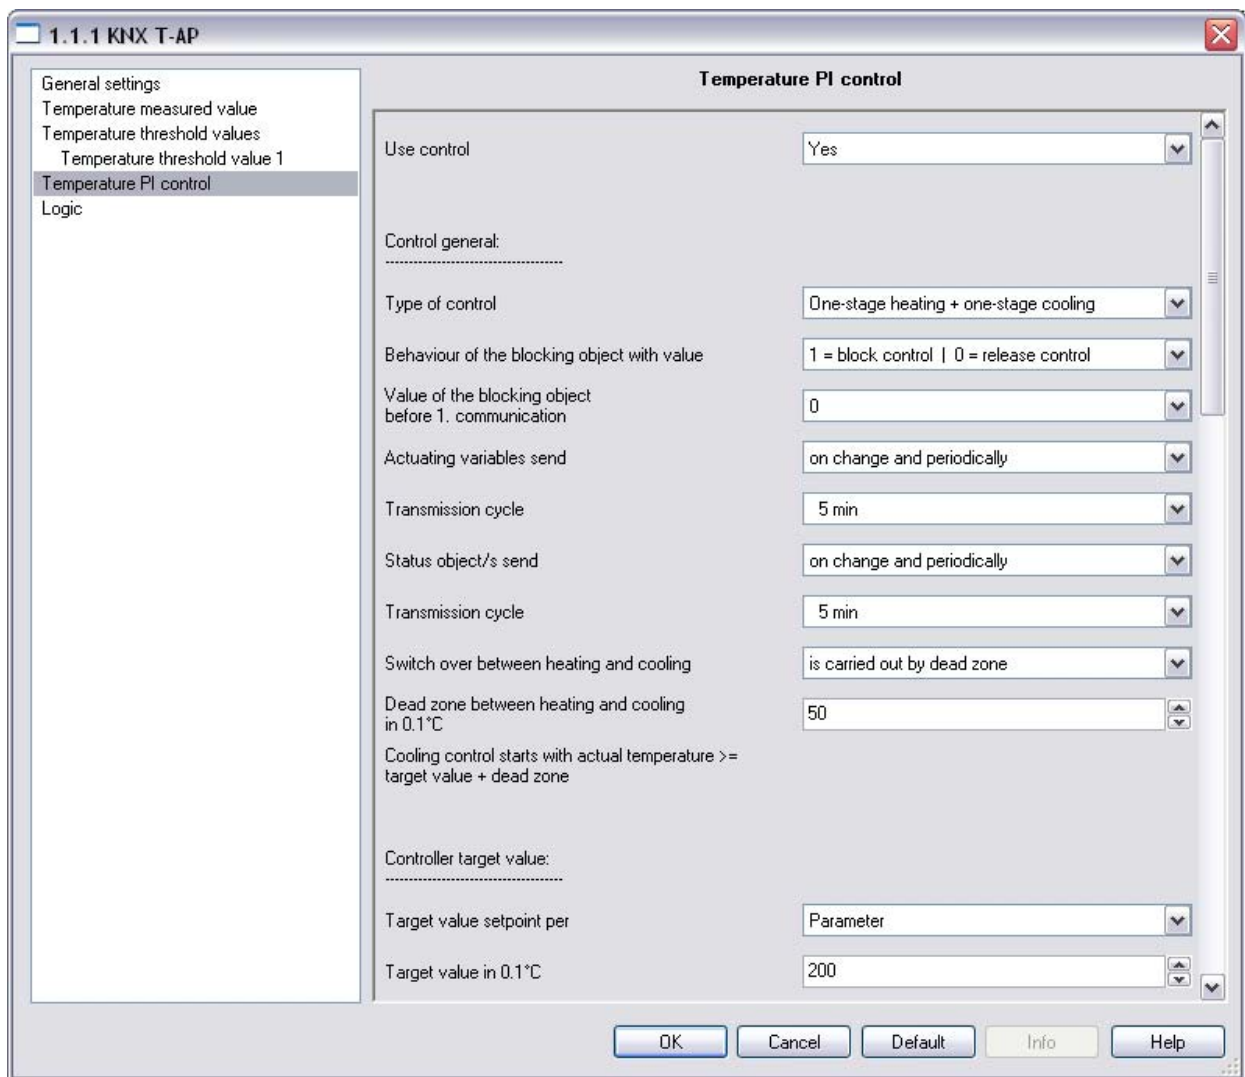 1.1.1 KNX T-AP
General settings
Temperature measured value
Temperature threshold values
Temperature threshold value 1
Temperature PI control
Logic
Temperature PI control
Use control
Yes
Control general:
--------------------------------------
Type of control
One-stage heating + one-stage cooling
Behaviour of the blocking object with value
1 = block control | 0 = release control
Value of the blocking object
before 1. communication
0
Actuating variables send
on change and periodically
Transmission cycle
5 min
Status object/s send
on change and periodically
Transmission cycle
5 min
Switch over between heating and cooling
is carried out by dead zone
Dead zone between heating and cooling
in 0.1°C
50
Cooling control starts with actual temperature >=
target value + dead zone
Controller target value:
--------------------------------------
Target value setpoint per
Parameter
Target value in 0.1°C
200
OK
Cancel
Default
Info
Help